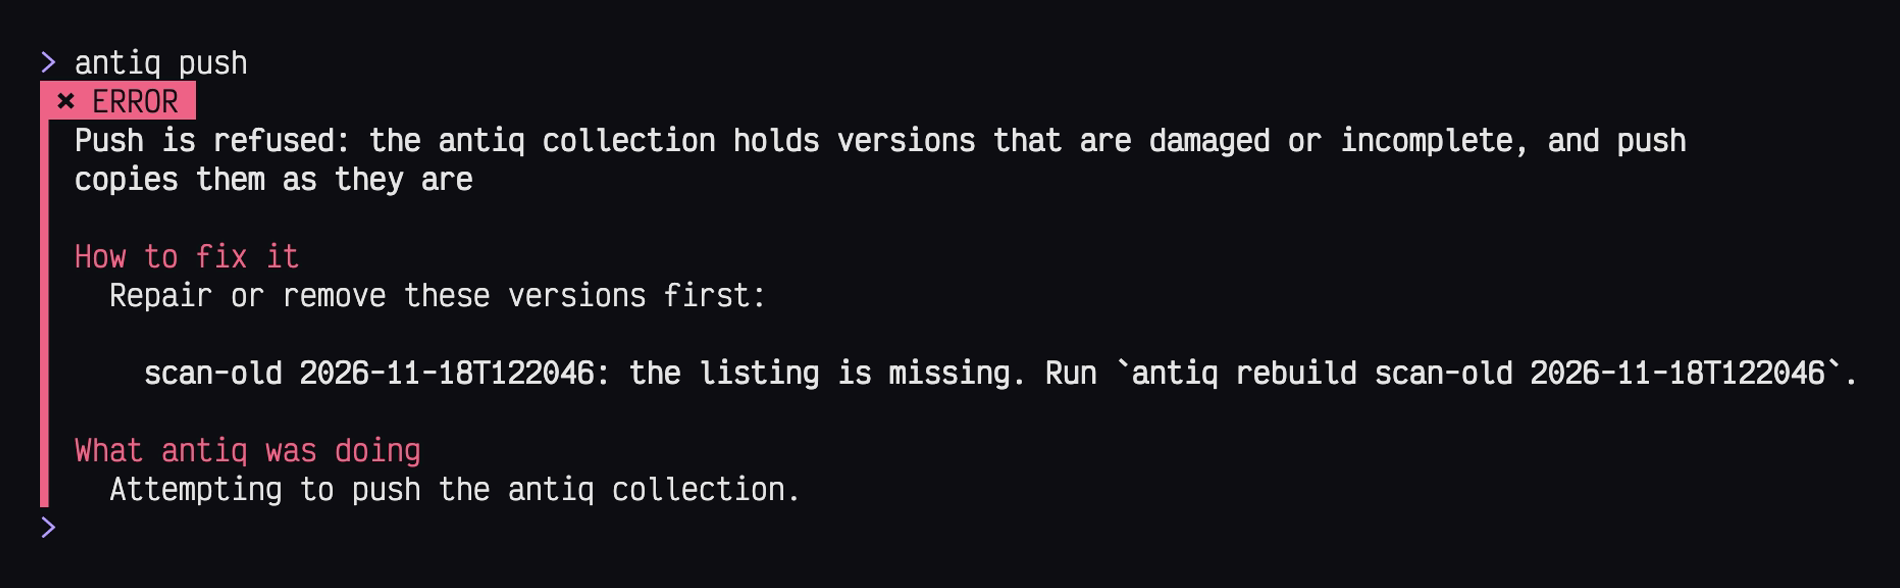 > antiq push
✖ ERROR
Push is refused: the antiq collection holds versions that are damaged or incomplete, and push
copies them as they are
How to fix it
Repair or remove these versions first:
scan-old 2026-11-18T122046: the listing is missing. Run `antiq rebuild scan-old 2026-11-18T122046`.
What antiq was doing
Attempting to push the antiq collection.
>